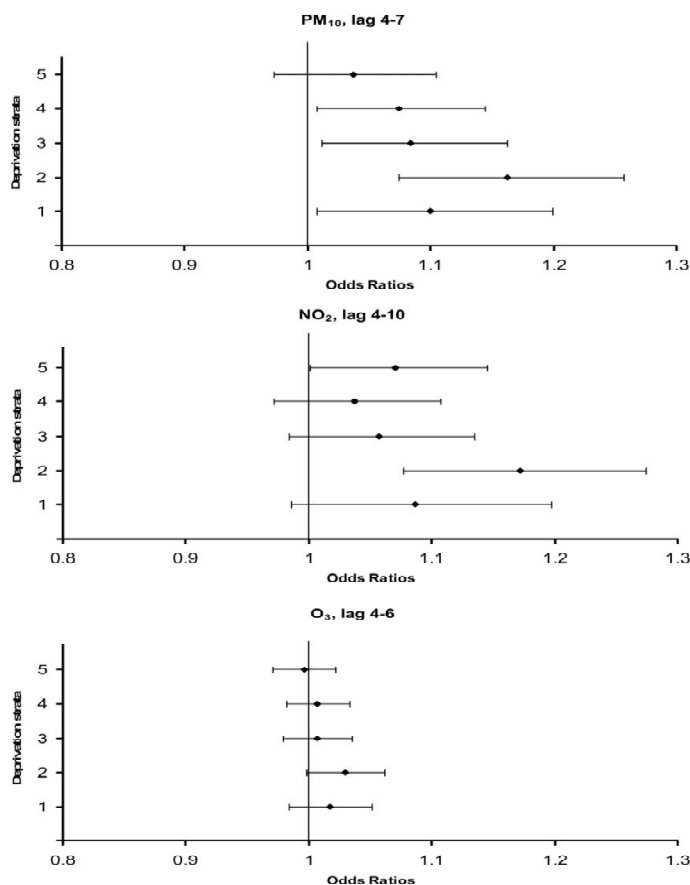 PM₁₀, lag 4-7
Deprivation strata
5
4
3
2
1
0.8 0.9 1 1.1 1.2 1.3
Odds Ratios
NO₂, lag 4-10
Deprivation strata
5
4
3
2
1
0.8 0.9 1 1.1 1.2 1.3
Odds Ratios
O₃, lag 4-6
Deprivation strata
5
4
3
2
1
0.8 0.9 1 1.1 1.2 1.3
Odds Ratios